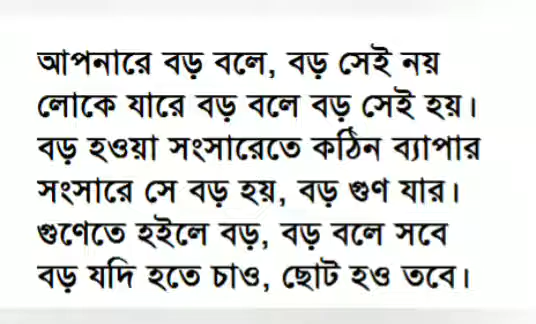 আপনারে বড় বলে, বড় সেই নয়
লোকে যারে বড় বলে বড় সেই হয়।
বড় হওয়া সংসারেতে কঠিন ব্যাপার
সংসারে সে বড় হয়, বড় গুণ যার।
গুণেতে হইলে বড়, বড় বলে সবে
বড় যদি হতে চাও, ছোট হও তবে।